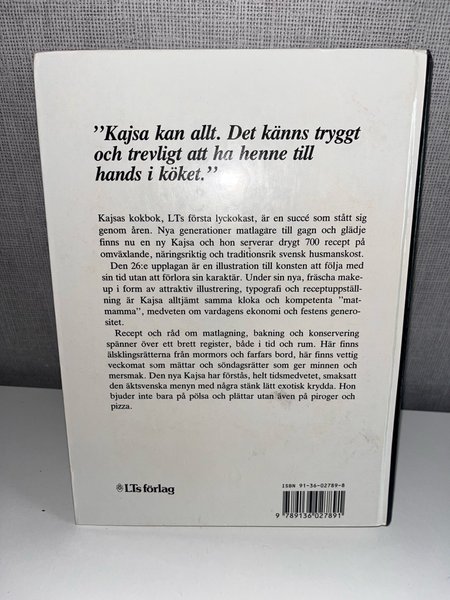 ”Kajsa kan allt. Det känns tryggt
och trevligt att ha henne till
hands i köket.”
Kajsas kokbok, LTs första lyckokast, är en succé som stått sig
genom åren. Nya generationer matlagare till gagn och glädje
finns nu en ny Kajsa och hon serverar drygt 700 recept på
omväxlande, näringsriktig och traditionsrik svensk husmanskost.
Den 26:e upplagan är en illustration till konsten att följa med
sin tid utan att förlora sin karaktär. Under sin nya, fräscha make-
up i form av attraktiv illustrering, typografi och receptuppställ-
ning är Kajsa alltjämt samma kloka och kompetenta ”mat-
mamma”, medveten om vardagens ekonomi och festens genero-
sitet.
Recept och råd om matlagning, bakning och konservering
spänner över ett brett register, både i tid och rum. Här finns
älsklingsrätterna från mormors och farfars bord, här finns vettig
veckomat som mättar och söndagsrätter som ger minnen och
mersmak. Den nya Kajsa har förstås, helt tidsmedvetet, smaksatt
den äktsvenska menyn med några stänk lätt exotisk krydda. Hon
bjuder inte bara på pölsa och plättar utan även på piroger och
pizza.
LTs förlag
ISBN 91-36-02789-8
9 789136 027891